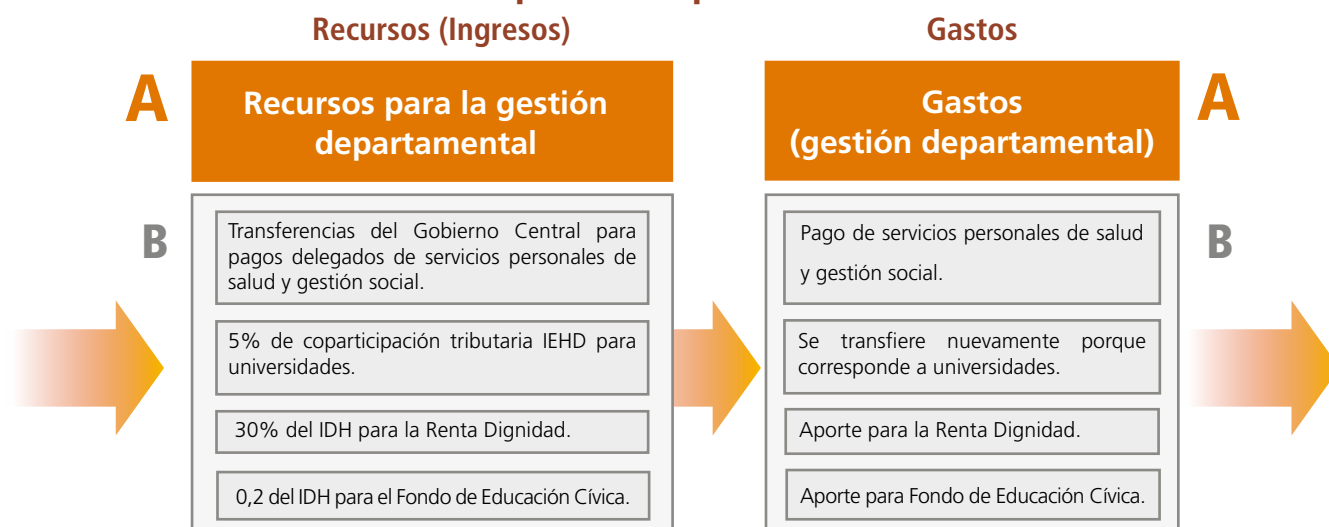 Recursos (Ingresos)
Gastos
A
Recursos para la gestión
departamental
Gastos
(gestión departamental)
A
B
Transferencias del Gobierno Central para
pagos delegados de servicios personales de
salud y gestión social.
5% de coparticipación tributaria IEHD para
universidades.
30% del IDH para la Renta Dignidad.
0,2 del IDH para el Fondo de Educación Cívica.
Pago de servicios personales de salud
y gestión social.
Se transfiere nuevamente porque
corresponde a universidades.
Aporte para la Renta Dignidad.
Aporte para Fondo de Educación Cívica.
B